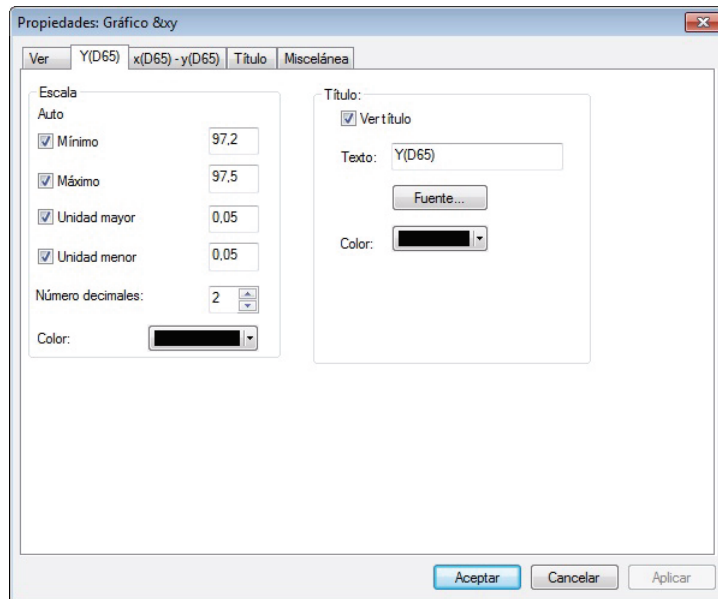 Propiedades: Gráfico &xy
Ver Y(D65) x(D65) - y(D65) Título Miscelánea
Escala
Auto
Mínimo 97,2
Máximo 97,5
Unidad mayor 0,05
Unidad menor 0,05
Número decimales: 2
Color:
Título:
Ver título
Texto: Y(D65)
Fuente...
Color:
Aceptar Cancelar Aplicar